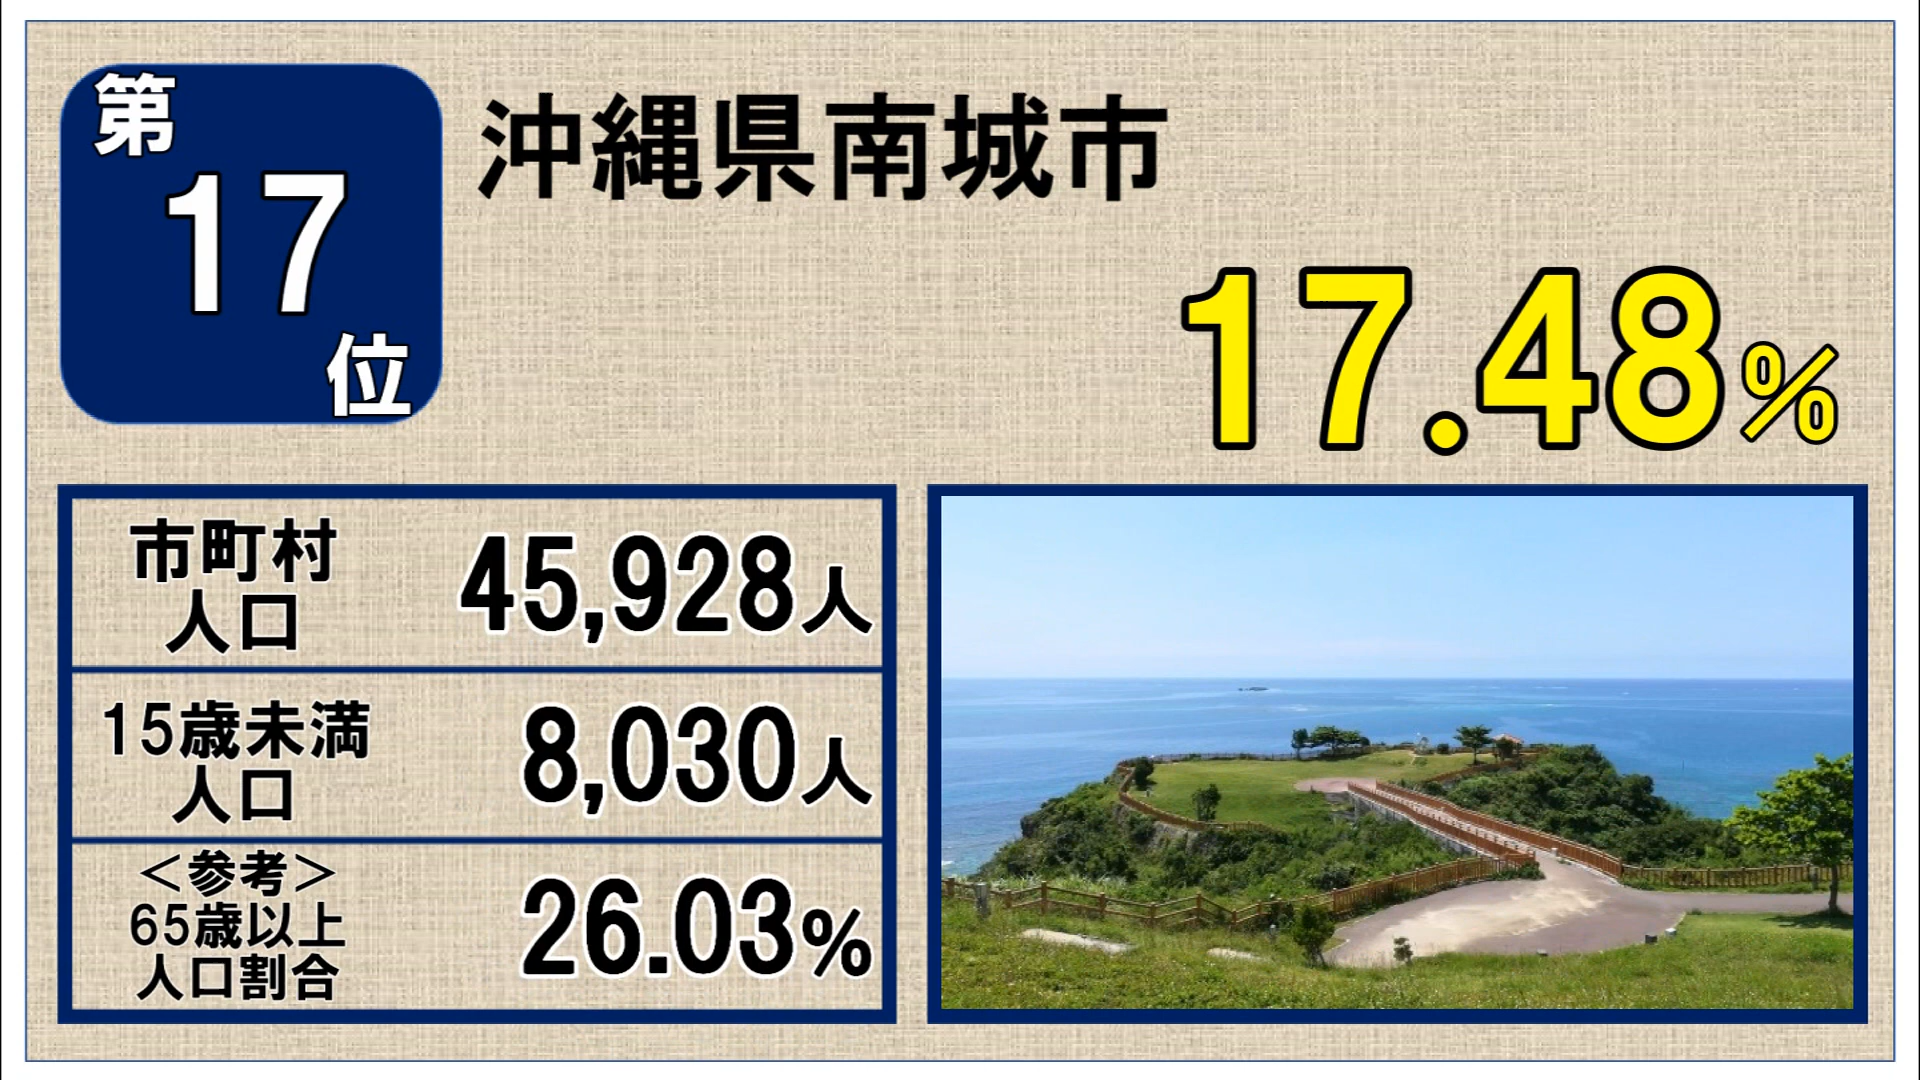 第
17
位
沖縄県南城市
17.48%
市町村
人口
45,928人
15歳未満
人口
8,030人
＜参考＞
65歳以上
人口割合
26.03%